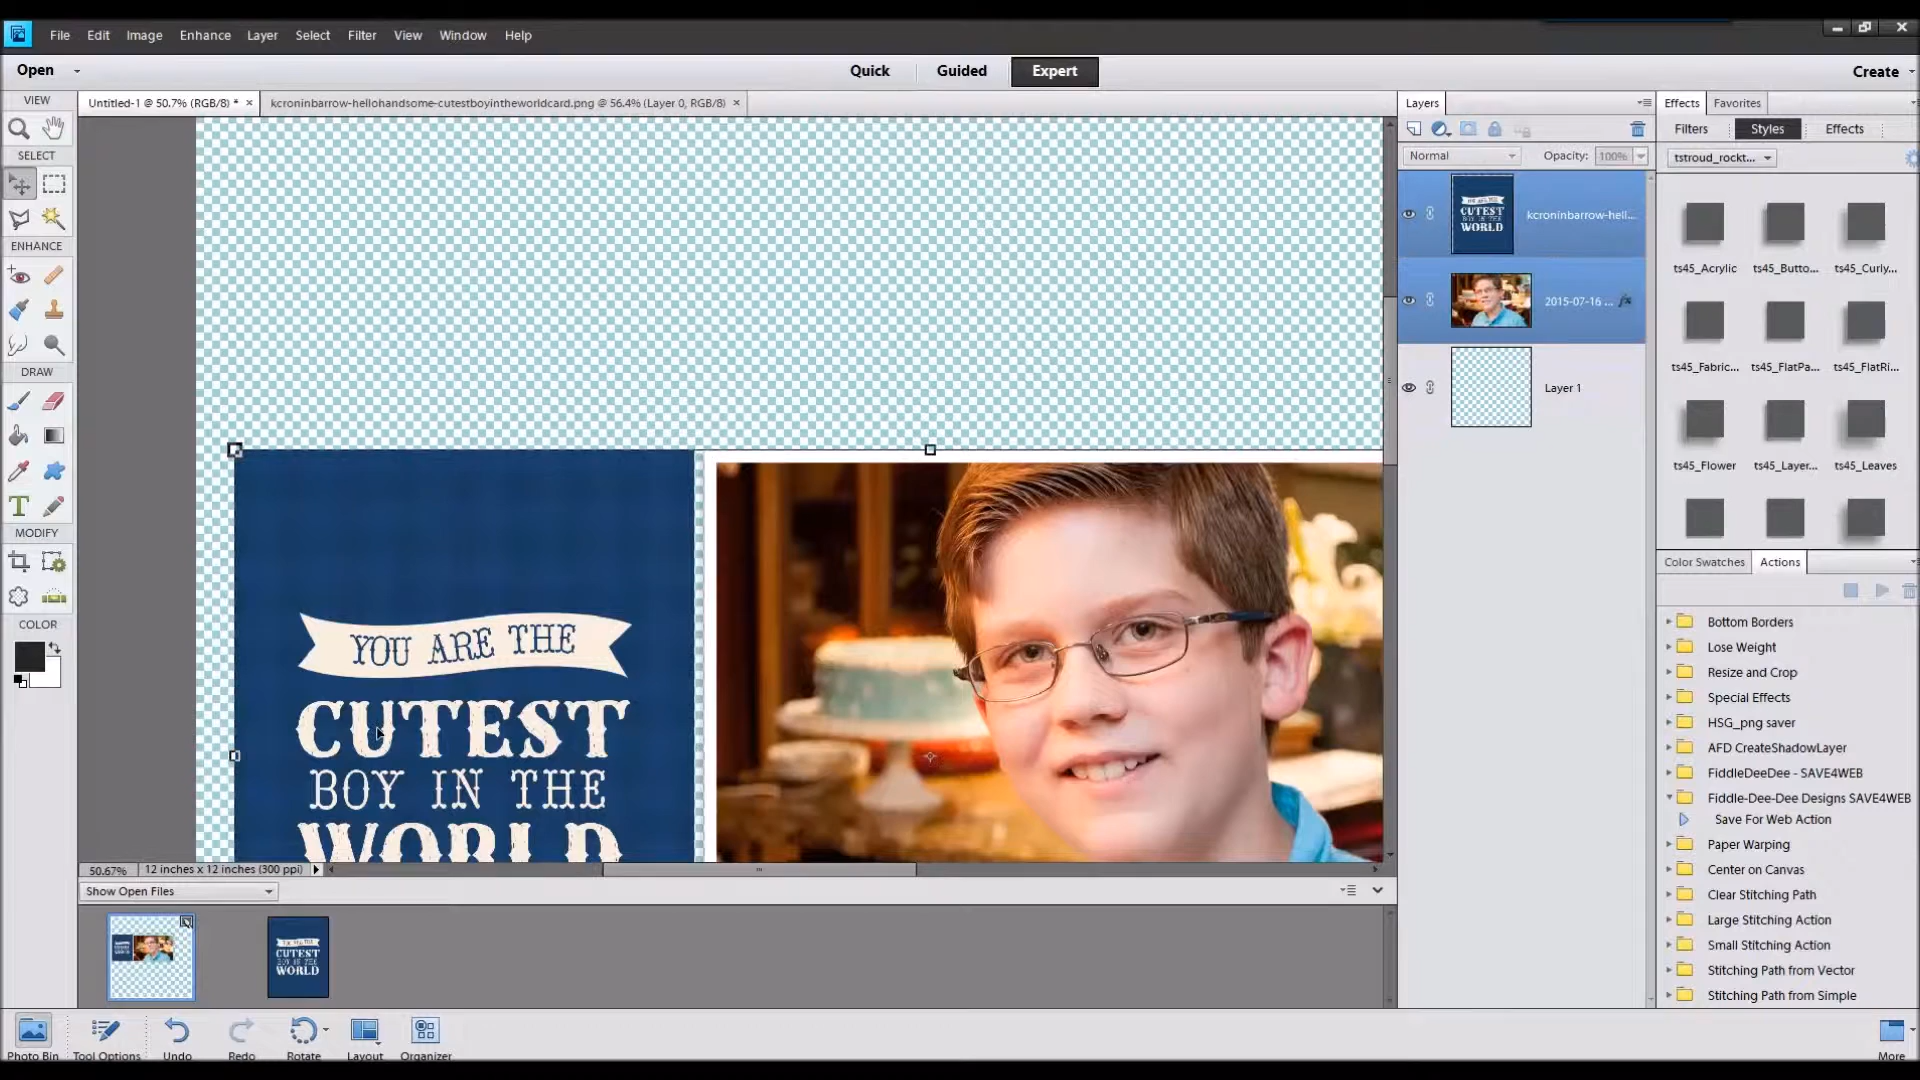 File Edit Image Enhance Layer Select Filter View Window Help
Open Quick Guided Expert Create
VIEW
SELECT
ENHANCE
DRAW
MODIFY
COLOR
Untitled-1 @ 50.7% (RGB/8) * ×
kcroninbarrow-hellohandsome-cutestboyintheworldcard.png @ 56.4% (Layer 0, RGB/8) ×
YOU ARE THE
CUTEST
BOY IN THE
WORLD
50.67% 12 inches x 12 inches (300 ppi)
Show Open Files
CUTEST
WORLD
Photo Bin Tool Options Undo Redo Rotate Layout Organizer More
Layers
Normal Opacity: 100%
YOU ARE THE
CUTEST
BOY IN THE
WORLD
kcroninbarrow-hell...
2015-07-16 ... fx
Layer 1
Effects Favorites
Filters Styles Effects
tstroud_rockt...
ts45_Acrylic ts45_Butto... ts45_Curly...
ts45_Fabric... ts45_FlatPa... ts45_FlatRi...
ts45_Flower ts45_Layer... ts45_Leaves
Color Swatches Actions
Bottom Borders
Lose Weight
Resize and Crop
Special Effects
HSG_png saver
AFD CreateShadowLayer
FiddleDeeDee - SAVE4WEB
Fiddle-Dee-Dee Designs SAVE4WEB
Save For Web Action
Paper Warping
Center on Canvas
Clear Stitching Path
Large Stitching Action
Small Stitching Action
Stitching Path from Vector
Stitching Path from Simple